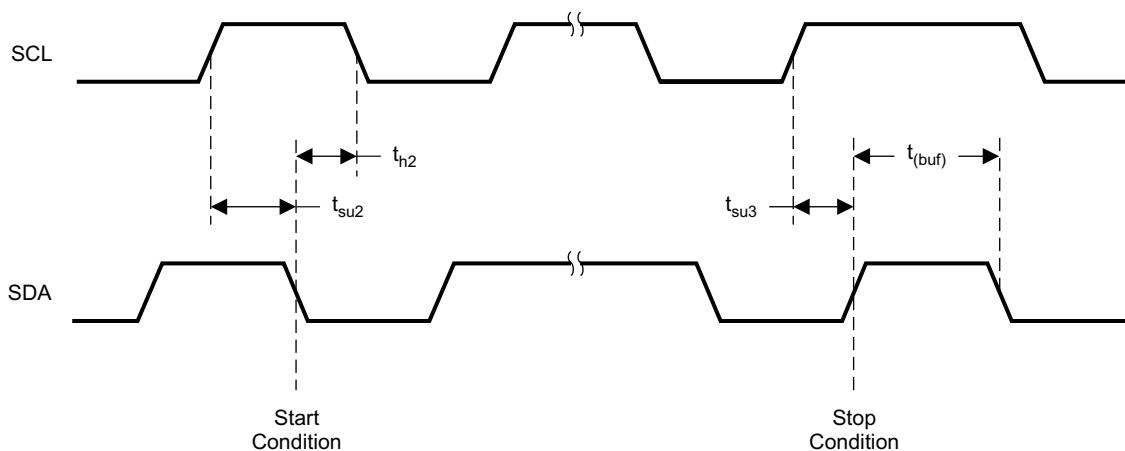 SCL
t_h2
t_(buf)
t_su2
t_su3
SDA
Start
Condition
Stop
Condition